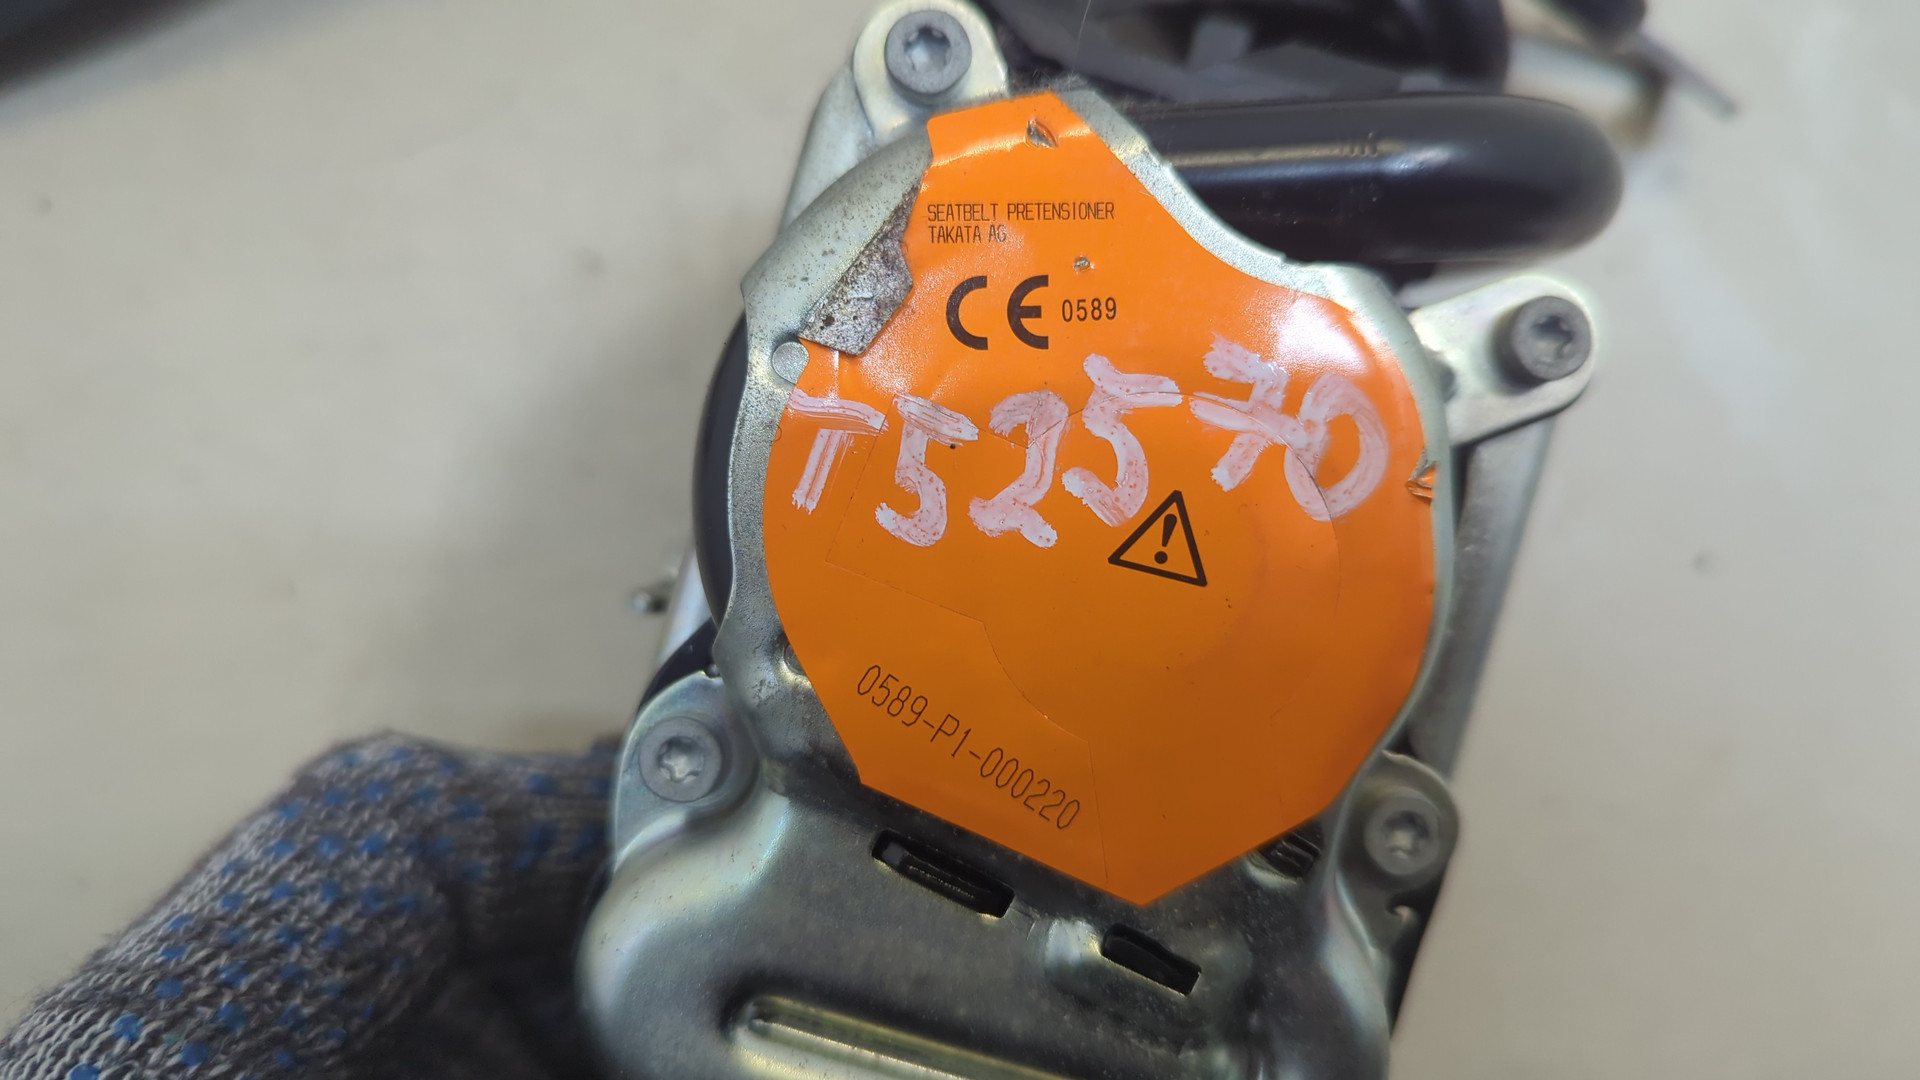 SEATBELT PRETENSIONER
TAKATA AG
CE 0589
T52570
0589-P1-000220